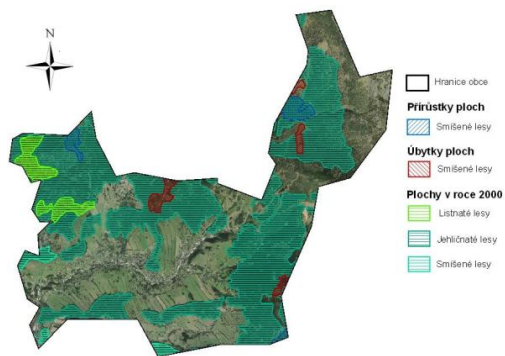 N
Hranice obce
Přírůstky ploch
Smíšené lesy
Úbytky ploch
Smíšené lesy
Plochy v roce 2000
Listnaté lesy
Jehličnaté lesy
Smíšené lesy